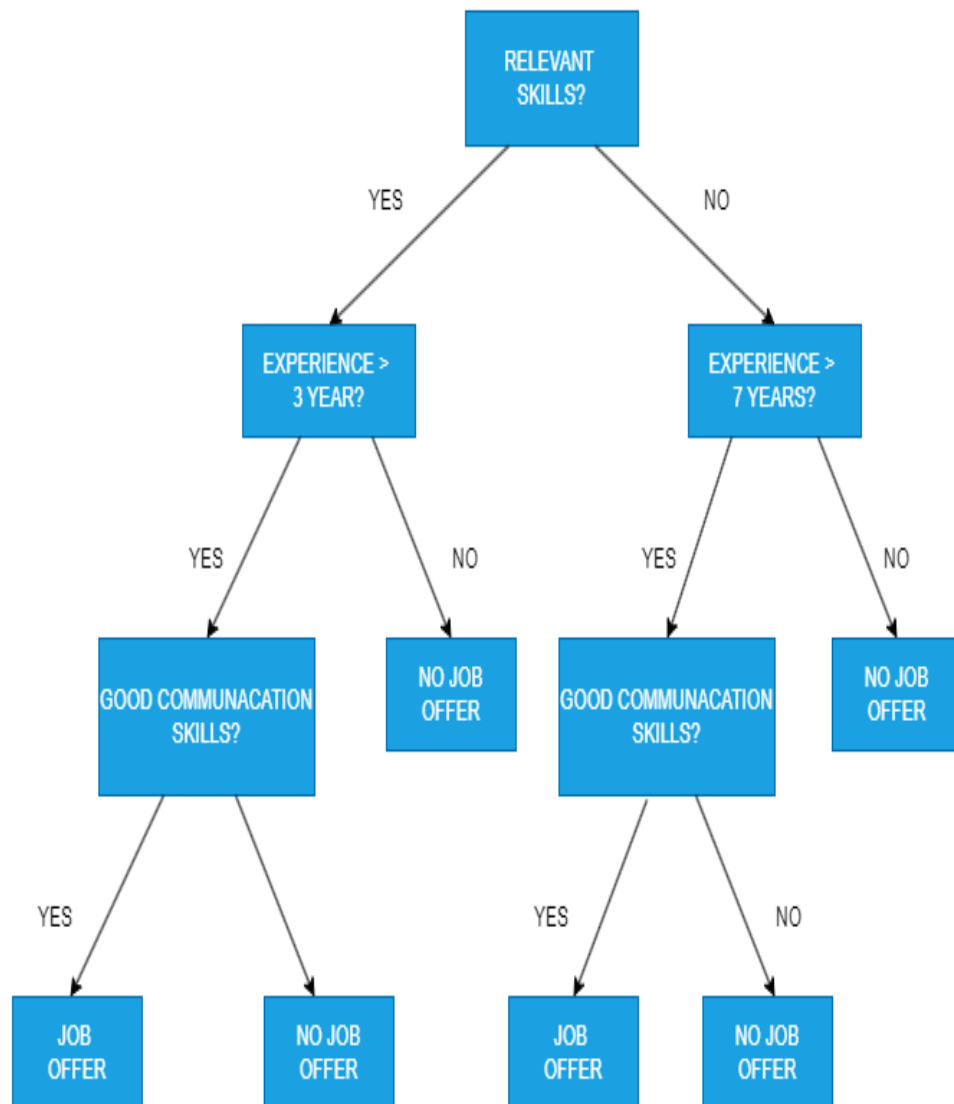 RELEVANT
SKILLS?
YES
NO
EXPERIENCE >
3 YEAR?
EXPERIENCE >
7 YEARS?
YES
NO
YES
NO
GOOD COMMUNACATION
SKILLS?
NO JOB
OFFER
GOOD COMMUNACATION
SKILLS?
NO JOB
OFFER
YES
YES
NO
JOB
OFFER
NO JOB
OFFER
JOB
OFFER
NO JOB
OFFER